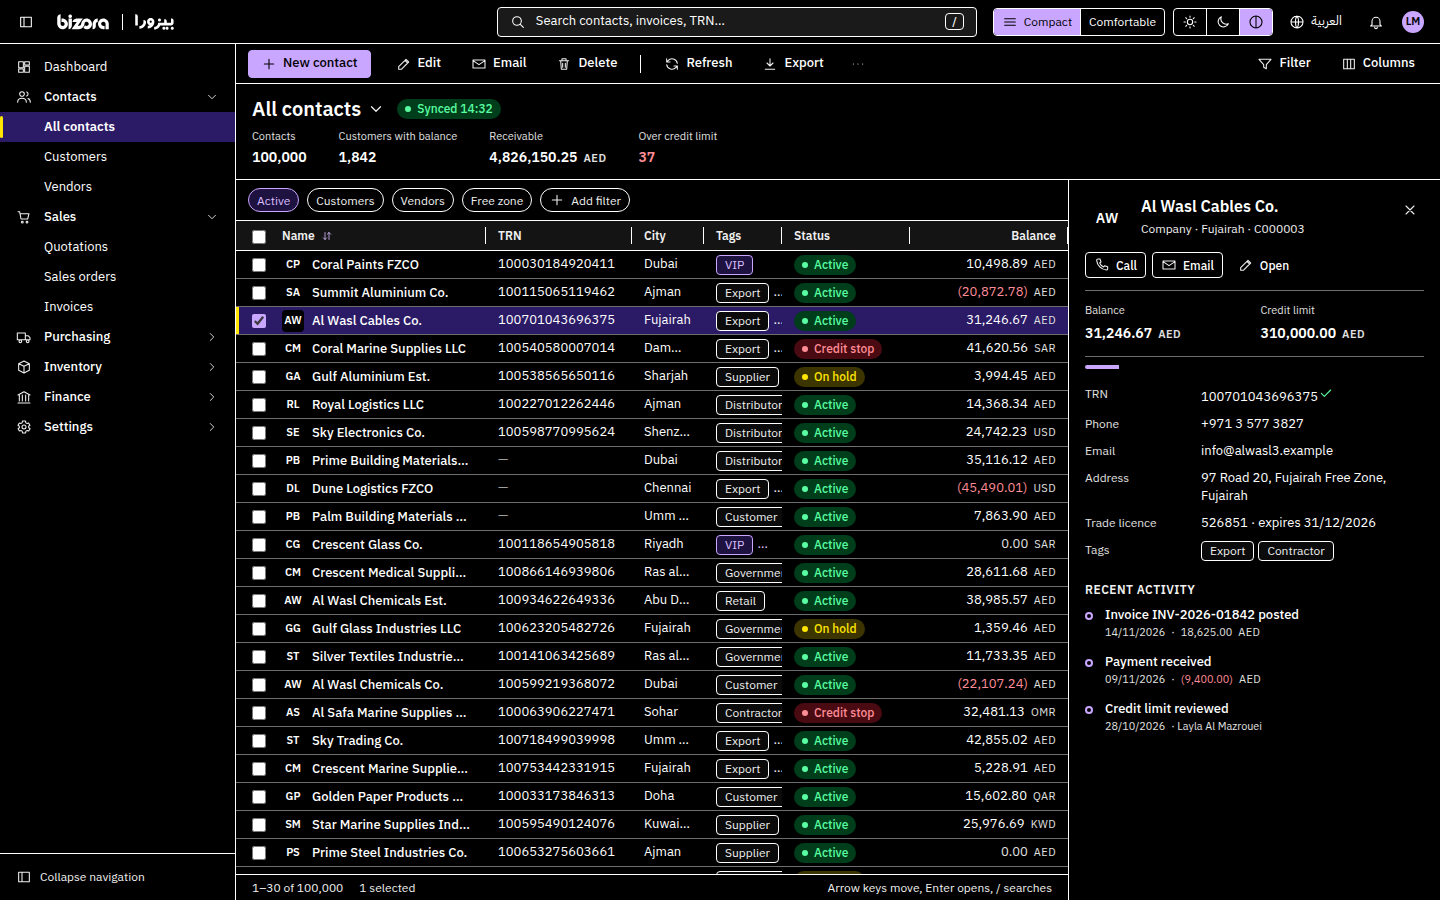 bizora | بيزورا
Search contacts, invoices, TRN... /
Compact Comfortable
العربية
LM
Dashboard
Contacts
All contacts
Customers
Vendors
Sales
Quotations
Sales orders
Invoices
Purchasing
Inventory
Finance
Settings
Collapse navigation
New contact Edit Email Delete Refresh Export ... Filter Columns
All contacts Synced 14:32
Contacts Customers with balance Receivable Over credit limit
100,000 1,842 4,826,150.25 AED 37
Active Customers Vendors Free zone Add filter
Name TRN City Tags Status Balance
CP Coral Paints FZCO 100030184920411 Dubai VIP Active 10,498.89 AED
SA Summit Aluminium Co. 100115065119462 Ajman Export ... Active (20,872.78) AED
AW Al Wasl Cables Co. 100701043696375 Fujairah Export ... Active 31,246.67 AED
CM Coral Marine Supplies LLC 100540580007014 Dam... Export ... Credit stop 41,620.56 SAR
GA Gulf Aluminium Est. 100538565650116 Sharjah Supplier On hold 3,994.45 AED
RL Royal Logistics LLC 100227012262446 Ajman Distributor Active 14,368.34 AED
SE Sky Electronics Co. 100598770995624 Shenz... Distributor Active 24,742.23 USD
PB Prime Building Materials... — Dubai Distributor Active 35,116.12 AED
DL Dune Logistics FZCO — Chennai Export ... Active (45,490.01) USD
PB Palm Building Materials ... — Umm ... Customer Active 7,863.90 AED
CG Crescent Glass Co. 100118654905818 Riyadh VIP ... Active 0.00 SAR
CM Crescent Medical Suppli... 100866146939806 Ras al... Governme Active 28,611.68 AED
AW Al Wasl Chemicals Est. 100934622649336 Abu D... Retail Active 38,985.57 AED
GG Gulf Glass Industries LLC 100623205482726 Fujairah Governme On hold 1,359.46 AED
ST Silver Textiles Industrie... 100141063425689 Ras al... Governme Active 11,733.35 AED
AW Al Wasl Chemicals Co. 100599219368072 Dubai Customer Active (22,107.24) AED
AS Al Safa Marine Supplies ... 100063906227471 Sohar Contractor Credit stop 32,481.13 OMR
ST Sky Trading Co. 100718499039998 Umm ... Export ... Active 42,855.02 AED
CM Crescent Marine Supplie... 100753442331915 Fujairah Export ... Active 5,228.91 AED
GP Golden Paper Products ... 100033173846313 Doha Customer Active 15,602.80 QAR
SM Star Marine Supplies Ind... 100595490124076 Kuwai... Supplier Active 25,976.69 KWD
PS Prime Steel Industries Co. 100653275603661 Ajman Supplier Active 0.00 AED
1–30 of 100,000 1 selected Arrow keys move, Enter opens, / searches
AW Al Wasl Cables Co.
Company · Fujairah · C000003
Call Email Open
Balance Credit limit
31,246.67 AED 310,000.00 AED
TRN 100701043696375
Phone +971 3 577 3827
Email info@alwasl3.example
Address 97 Road 20, Fujairah Free Zone,
Fujairah
Trade licence 526851 · expires 31/12/2026
Tags Export Contractor
RECENT ACTIVITY
Invoice INV-2026-01842 posted
14/11/2026 · 18,625.00 AED
Payment received
09/11/2026 · (9,400.00) AED
Credit limit reviewed
28/10/2026 · Layla Al Mazrouei